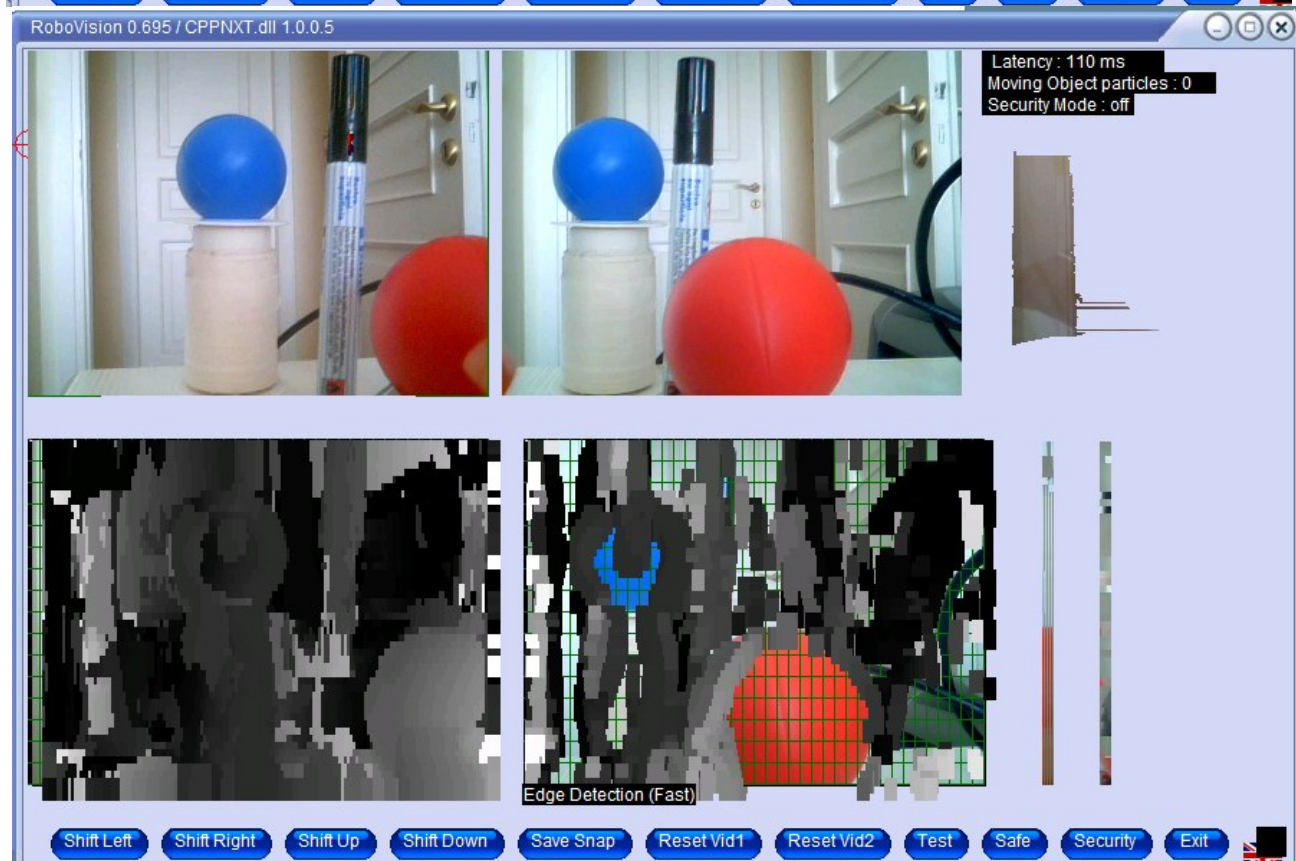 RoboVision 0.695 / CPPNXT.dll 1.0.0.5
Latency : 110 ms
Moving Object particles : 0
Security Mode : off
Edge Detection (Fast)
Shift Left Shift Right Shift Up Shift Down Save Snap Reset Vid1 Reset Vid2 Test Safe Security Exit